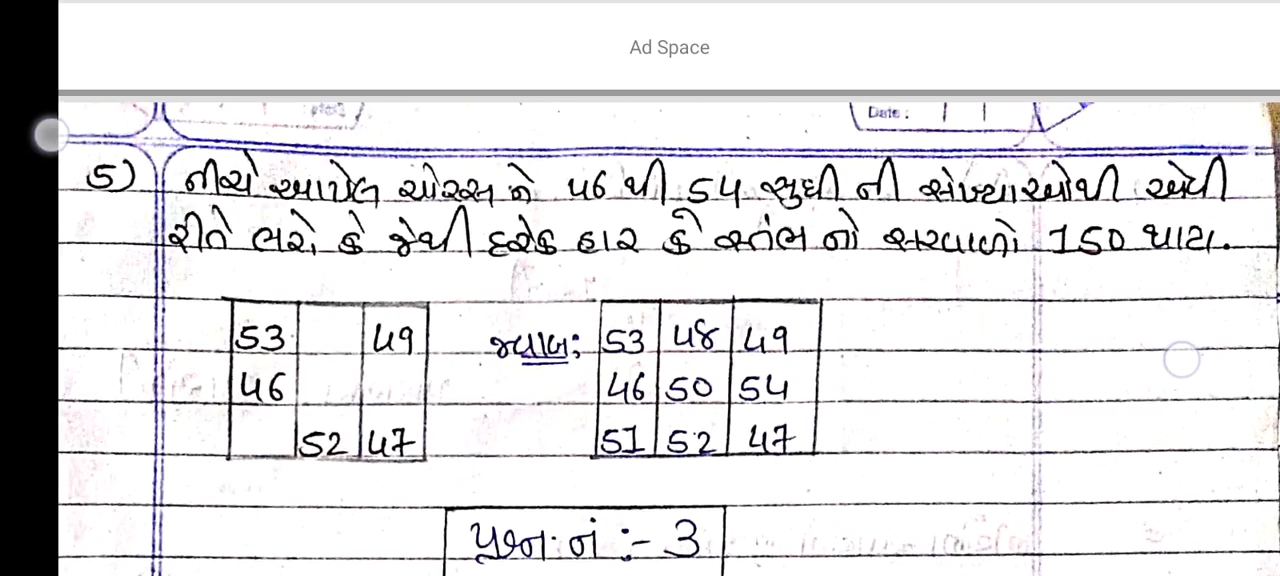 Ad Space
Date :
5) નીચે આપેલ ચોરસ ને 46 થી 54 સુધી ની સંખ્યાઓથી એવી
રીતે ભરો કે જેથી દરેક હાર કે સ્તંભ નો સરવાળો 150 થાય.
53 49 જવાબ: 53 48 49
46 46 50 54
52 47 51 52 47
પ્રશ્ન.નં :- 3